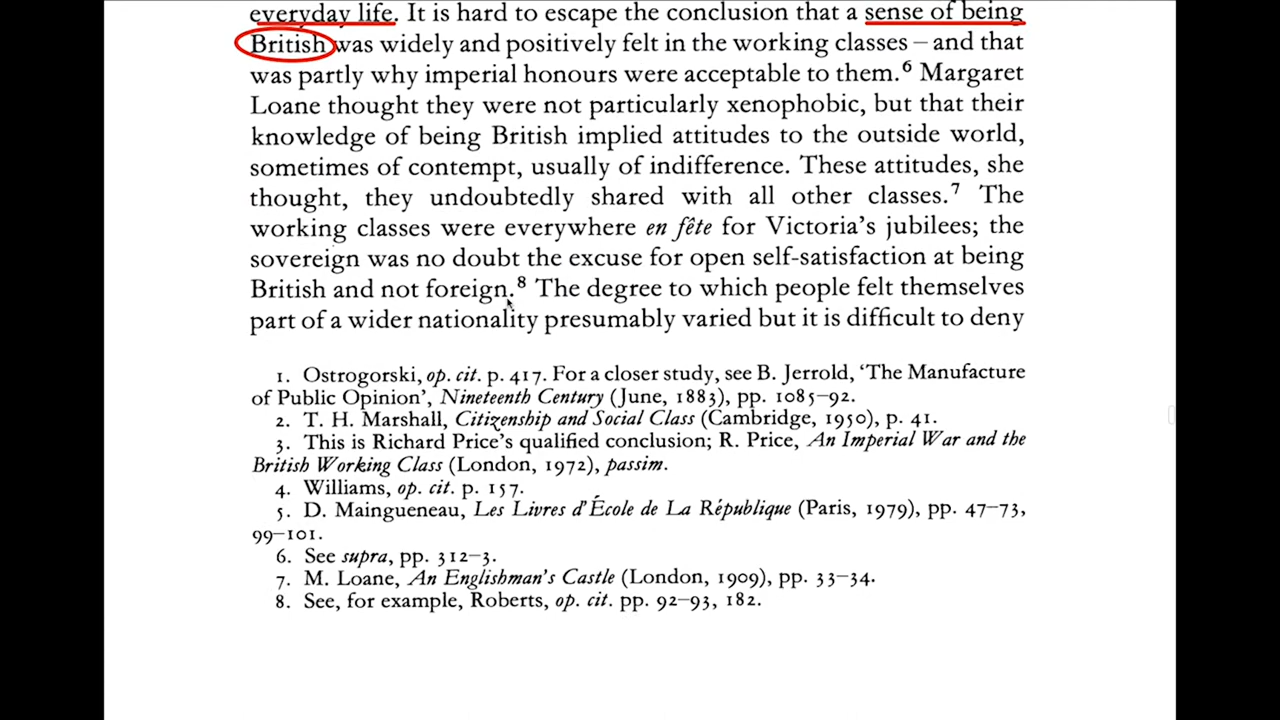 everyday life. It is hard to escape the conclusion that a sense of being
British was widely and positively felt in the working classes – and that
was partly why imperial honours were acceptable to them.⁶ Margaret
Loane thought they were not particularly xenophobic, but that their
knowledge of being British implied attitudes to the outside world,
sometimes of contempt, usually of indifference. These attitudes, she
thought, they undoubtedly shared with all other classes.⁷ The
working classes were everywhere en fête for Victoria's jubilees; the
sovereign was no doubt the excuse for open self-satisfaction at being
British and not foreign.⁸ The degree to which people felt themselves
part of a wider nationality presumably varied but it is difficult to deny
1. Ostrogorski, op. cit. p. 417. For a closer study, see B. Jerrold, 'The Manufacture
of Public Opinion', Nineteenth Century (June, 1883), pp. 1085–92.
2. T. H. Marshall, Citizenship and Social Class (Cambridge, 1950), p. 41.
3. This is Richard Price's qualified conclusion; R. Price, An Imperial War and the
British Working Class (London, 1972), passim.
4. Williams, op. cit. p. 157.
5. D. Maingueneau, Les Livres d'École de La République (Paris, 1979), pp. 47–73,
99–101.
6. See supra, pp. 312–3.
7. M. Loane, An Englishman's Castle (London, 1909), pp. 33–34.
8. See, for example, Roberts, op. cit. pp. 92–93, 182.